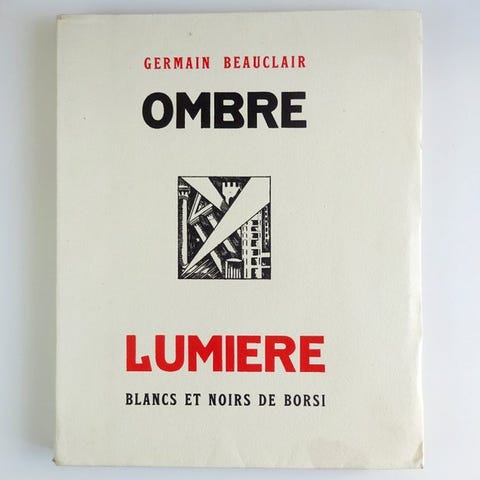 GERMAIN BEAUCLAIR
OMBRE
LUMIERE
BLANCS ET NOIRS DE BORSI